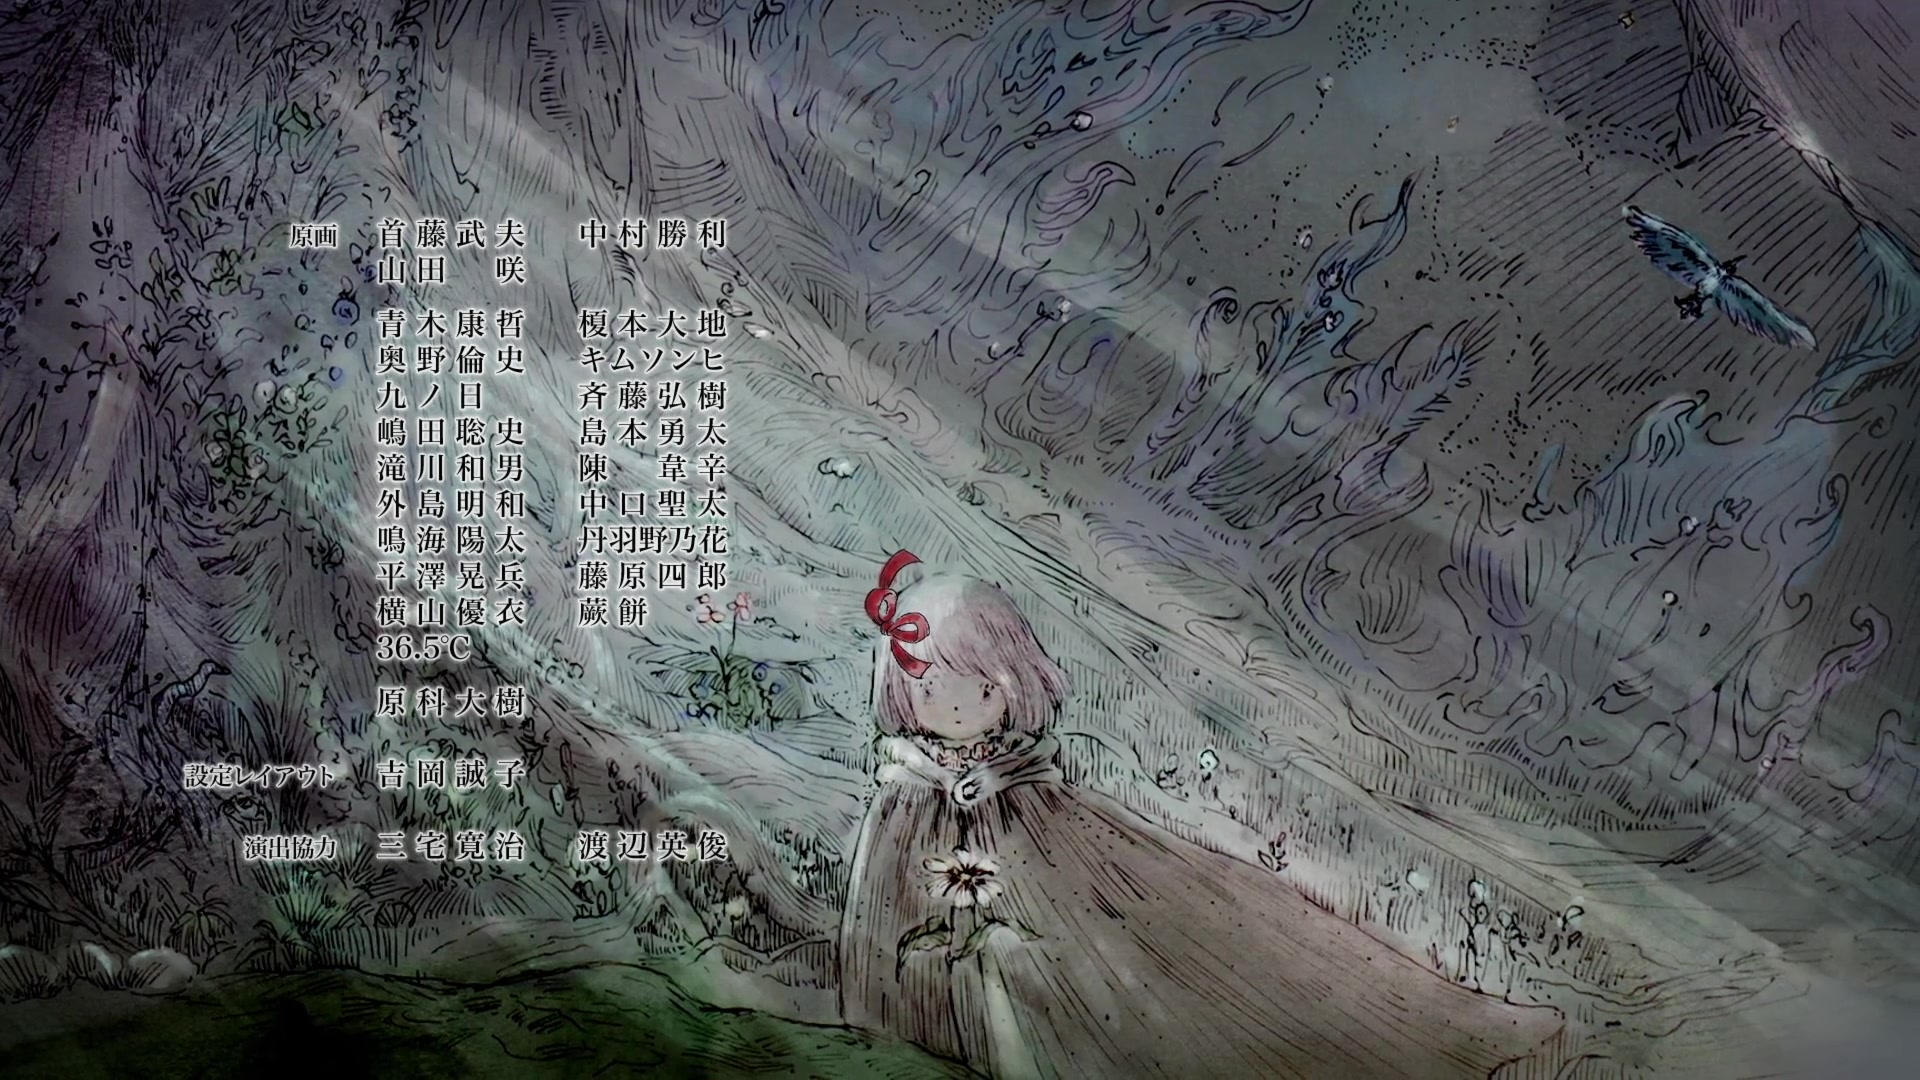 原画 首藤武夫 中村勝利
山田 咲
青木康哲 榎本大地
奥野倫史 キムソンヒ
九ノ日 斉藤弘樹
嶋田聡史 島本勇太
滝川和男 陳 韋辛
外島明和 中口聖太
鳴海陽太 丹羽野乃花
平澤晃兵 藤原四郎
横山優衣 蕨餅
36.5℃
原科大樹
設定レイアウト 吉岡誠子
演出協力 三宅寛治 渡辺英俊